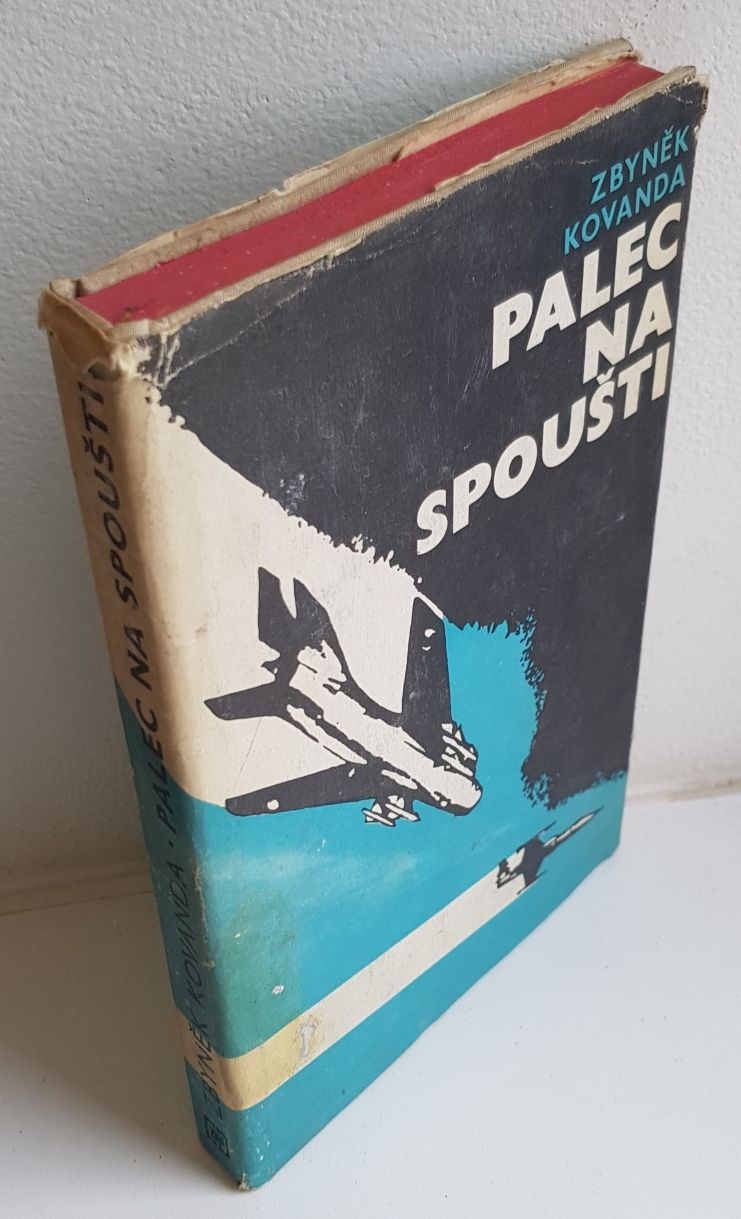 ZBYNĚK
KOVANDA
PALEC
NA
SPOUŠTI
ZBYNĚK KOVANDA · PALEC NA SPOUŠTI